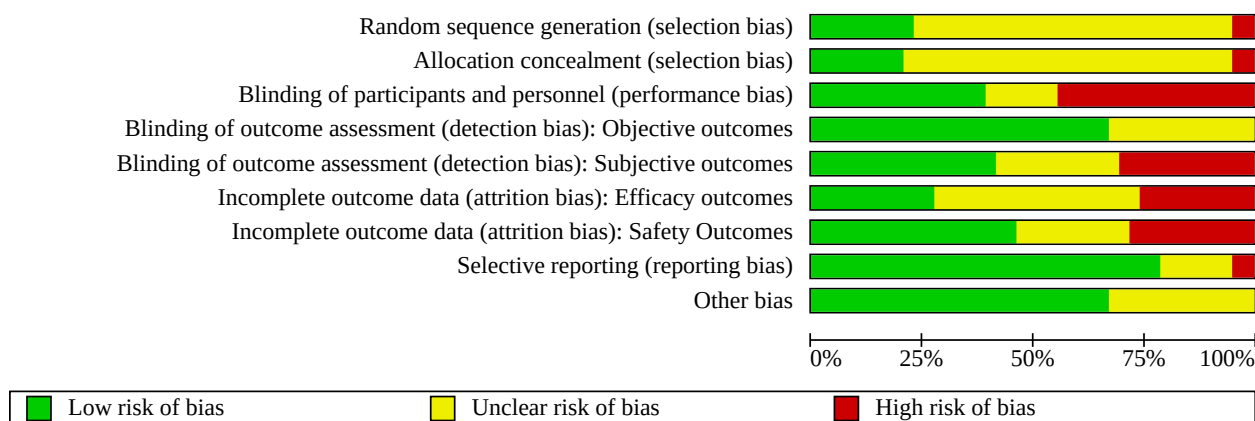 Random sequence generation (selection bias)
Allocation concealment (selection bias)
Blinding of participants and personnel (performance bias)
Blinding of outcome assessment (detection bias): Objective outcomes
Blinding of outcome assessment (detection bias): Subjective outcomes
Incomplete outcome data (attrition bias): Efficacy outcomes
Incomplete outcome data (attrition bias): Safety Outcomes
Selective reporting (reporting bias)
Other bias
0% 25% 50% 75% 100%
Low risk of bias Unclear risk of bias High risk of bias